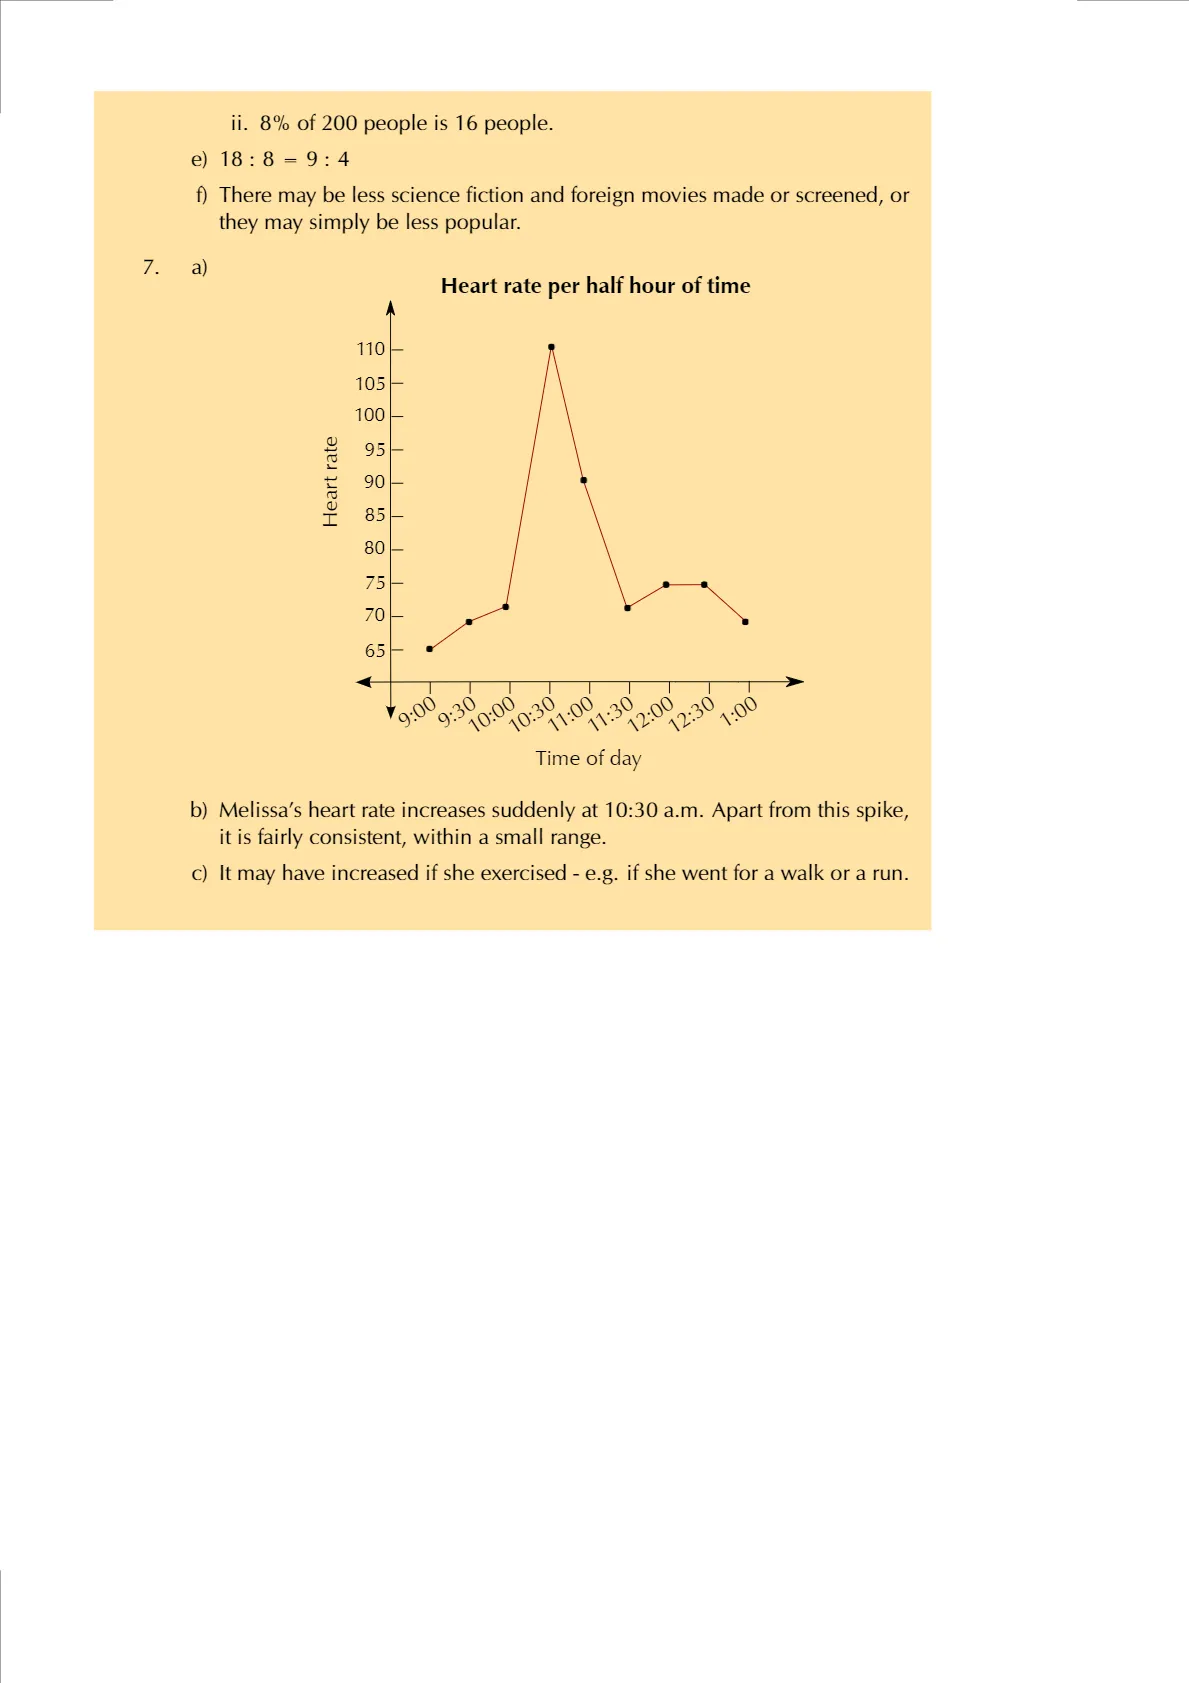 ii. 8% of 200 people is 16 people.
e) 18 : 8 = 9 : 4
f) There may be less science fiction and foreign movies made or screened, or
they may simply be less popular.
7. a)
Heart rate per half hour of time
110
105
100
95
90
85
80
75
70
65
Heart rate
9:00
9:30
10:00
10:30
11:00
11:30
12:00
12:30
1:00
Time of day
b) Melissa’s heart rate increases suddenly at 10:30 a.m. Apart from this spike,
it is fairly consistent, within a small range.
c) It may have increased if she exercised - e.g. if she went for a walk or a run.